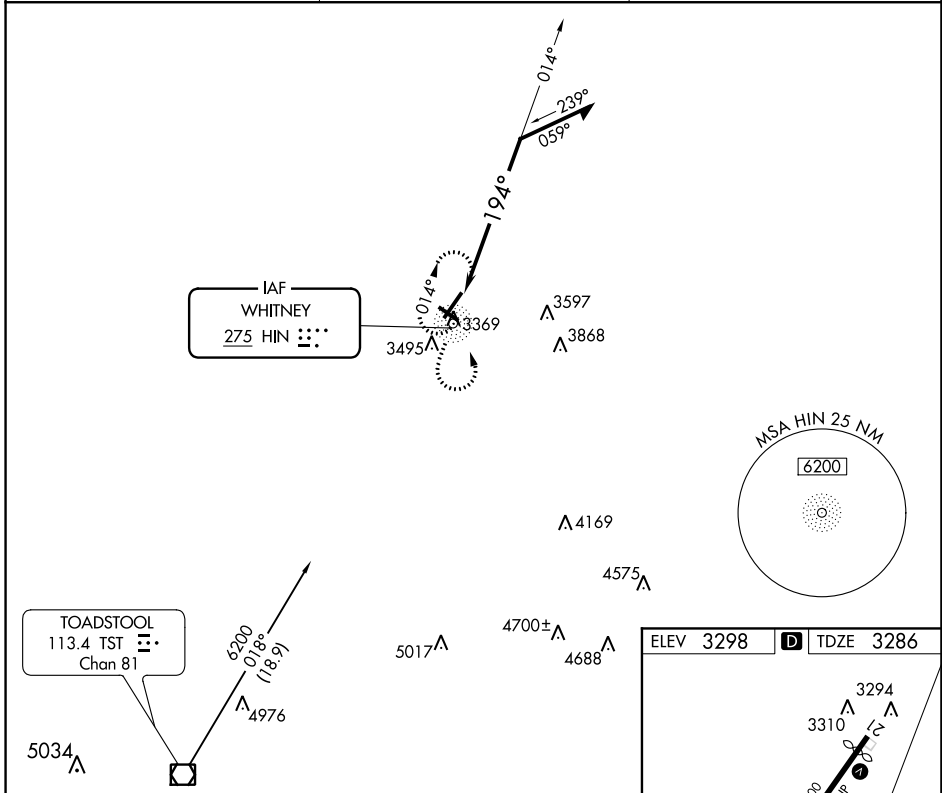 014°
239°
059°
194°
IAF
WHITNEY
275 HIN
014°
3369
3495
3597
3868
MSA HIN 25 NM
6200
4169
4575
TOADSTOOL
113.4 TST
Chan 81
6200
018°
(18.9)
5017
4700±
4688
4976
5034
ELEV 3298 D TDZE 3286
3294
3310
21
V